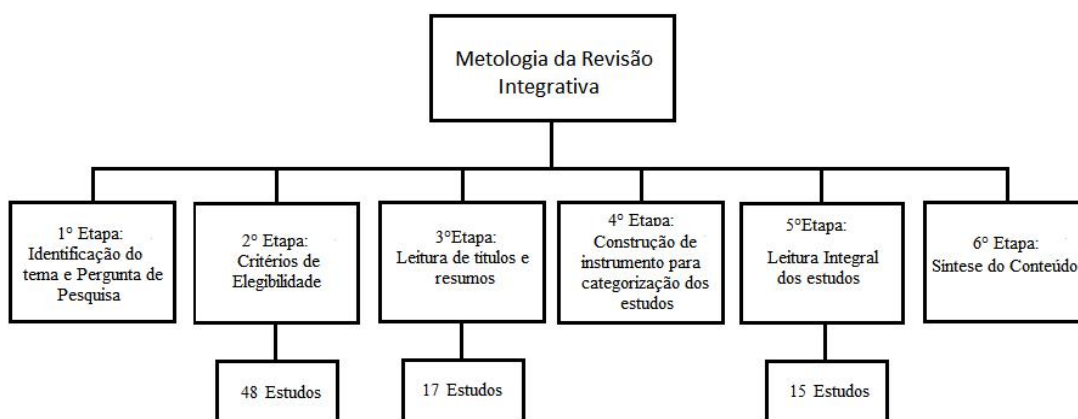 Metologia da Revisão
Integrativa
1° Etapa:
Identificação do
tema e Pergunta de
Pesquisa
2° Etapa:
Critérios de
Elegibilidade
3°Etapa:
Leitura de titulos e
resumos
4° Etapa:
Construção de
instrumento para
categorização dos
estudos
5°Etapa:
Leitura Integral
dos estudos
6° Etapa:
Sintese do Conteúdo
48 Estudos
17 Estudos
15 Estudos